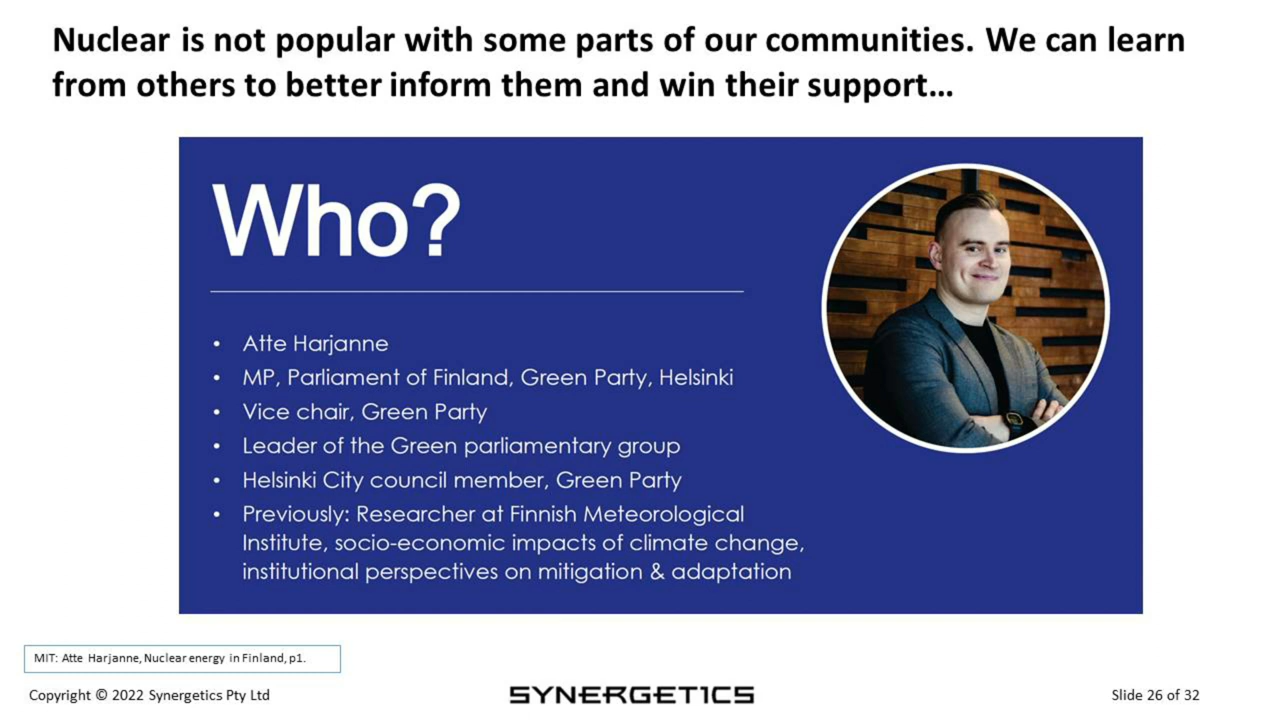 Nuclear is not popular with some parts of our communities. We can learn
from others to better inform them and win their support…
Who?
• Atte Harjanne
• MP, Parliament of Finland, Green Party, Helsinki
• Vice chair, Green Party
• Leader of the Green parliamentary group
• Helsinki City council member, Green Party
• Previously: Researcher at Finnish Meteorological
Institute, socio-economic impacts of climate change,
institutional perspectives on mitigation & adaptation
MIT: Atte Harjanne, Nuclear energy in Finland, p1.
Copyright © 2022 Synergetics Pty Ltd
SYNERGETICS
Slide 26 of 32